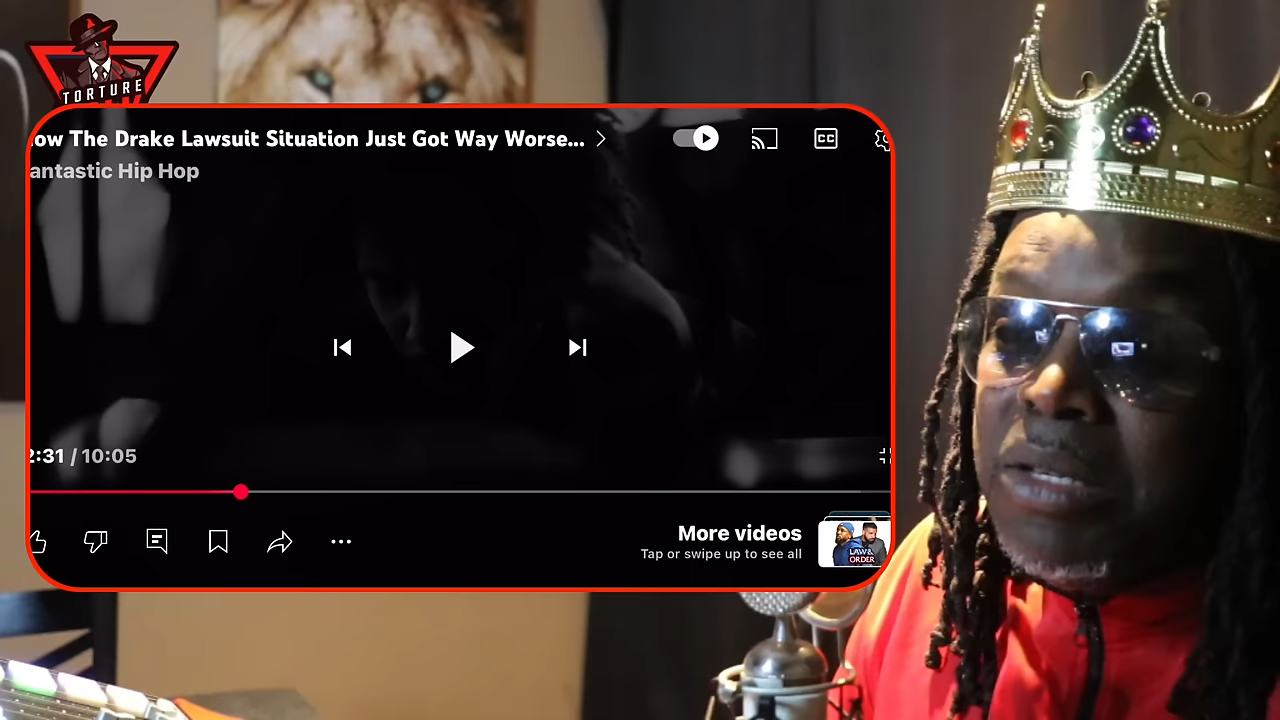 TORTURE
ow The Drake Lawsuit Situation Just Got Way Worse...
CC
antastic Hip Hop
2:31 / 10:05
More videos
Tap or swipe up to see all
LAW&
ORDER